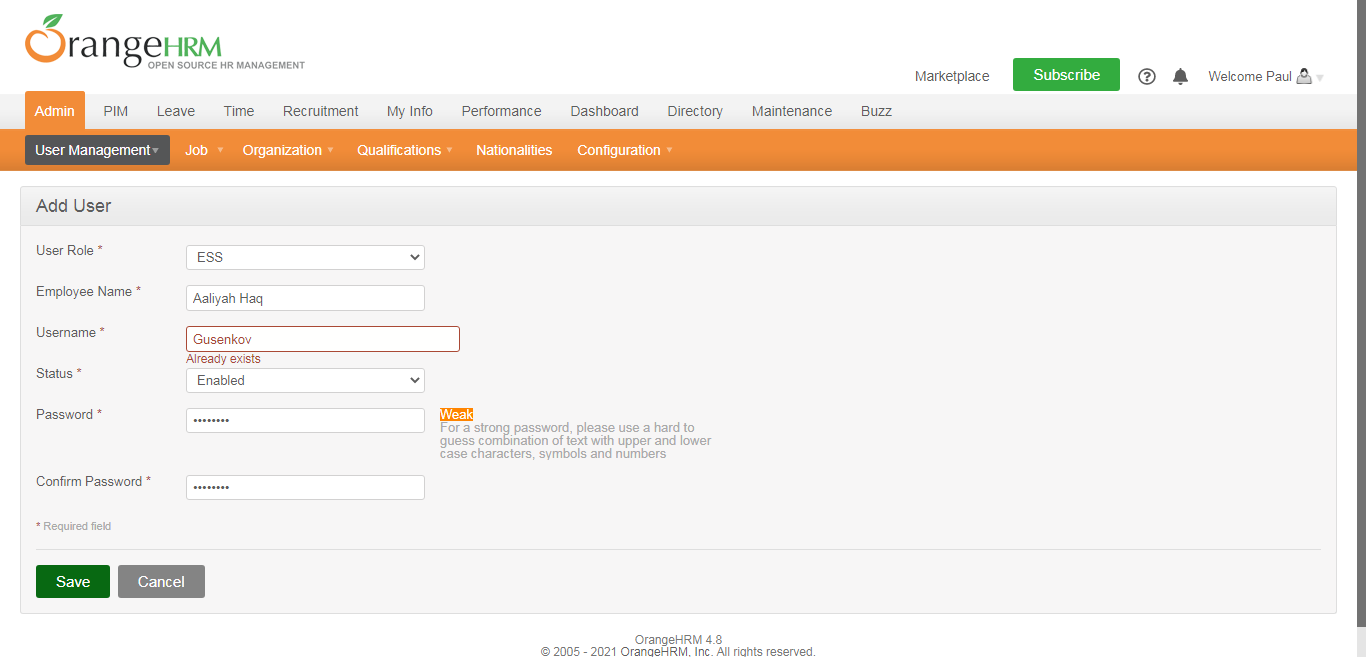 OrangeHRM
OPEN SOURCE HR MANAGEMENT
Marketplace Subscribe Welcome Paul
Admin PIM Leave Time Recruitment My Info Performance Dashboard Directory Maintenance Buzz
User Management Job Organization Qualifications Nationalities Configuration
Add User
User Role * ESS
Employee Name * Aaliyah Haq
Username * Gusenkov
Already exists
Status * Enabled
Password * •••••••• Weak
For a strong password, please use a hard to
guess combination of text with upper and lower
case characters, symbols and numbers
Confirm Password * ••••••••
* Required field
Save Cancel
OrangeHRM 4.8
© 2005 - 2021 OrangeHRM, Inc. All rights reserved.